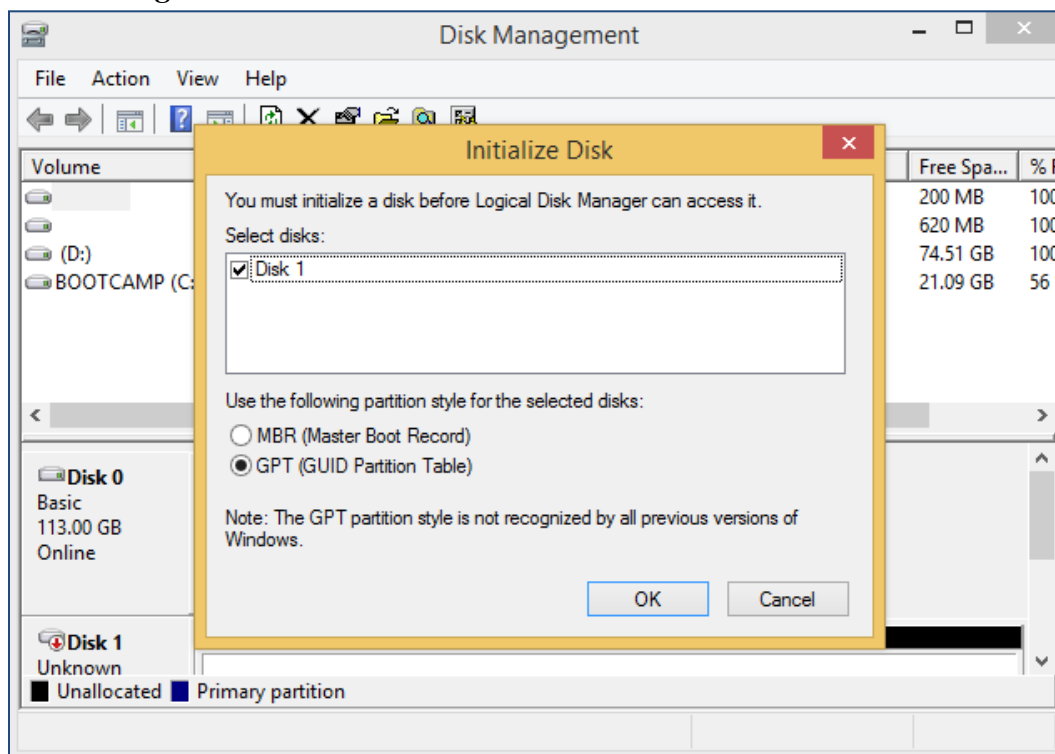 Disk Management
File Action View Help
Initialize Disk
Volume
Free Spa...
You must initialize a disk before Logical Disk Manager can access it.
Select disks:
Disk 1
200 MB
620 MB
(D:)
74.51 GB
BOOTCAMP (C:
21.09 GB
56
Use the following partition style for the selected disks:
MBR (Master Boot Record)
GPT (GUID Partition Table)
Note: The GPT partition style is not recognized by all previous versions of
Windows.
OK Cancel
Disk 0
Basic
113.00 GB
Online
Disk 1
Unknown
Unallocated Primary partition